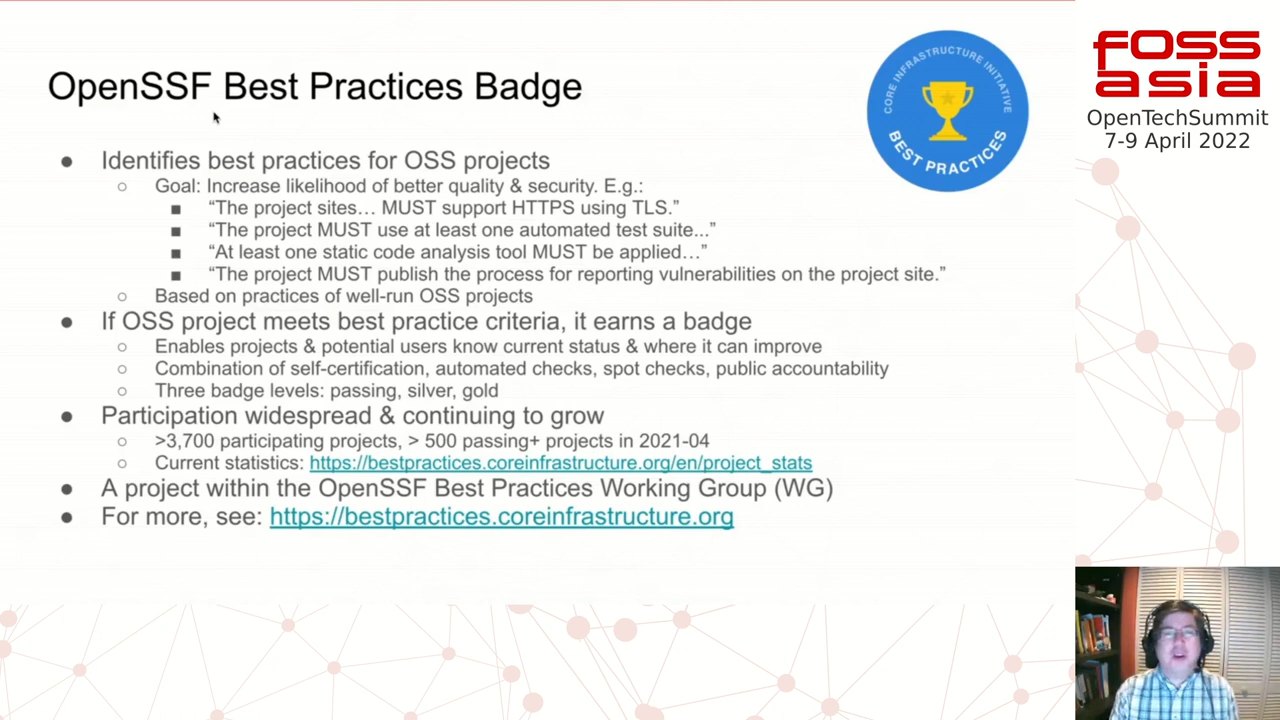 OpenSSF Best Practices Badge
CORE INFRASTRUCTURE INITIATIVE
BEST PRACTICES
● Identifies best practices for OSS projects
○ Goal: Increase likelihood of better quality & security. E.g.:
■ “The project sites… MUST support HTTPS using TLS.”
■ “The project MUST use at least one automated test suite...”
■ “At least one static code analysis tool MUST be applied…”
■ “The project MUST publish the process for reporting vulnerabilities on the project site.”
○ Based on practices of well-run OSS projects
● If OSS project meets best practice criteria, it earns a badge
○ Enables projects & potential users know current status & where it can improve
○ Combination of self-certification, automated checks, spot checks, public accountability
○ Three badge levels: passing, silver, gold
● Participation widespread & continuing to grow
○ >3,700 participating projects, > 500 passing+ projects in 2021-04
○ Current statistics: https://bestpractices.coreinfrastructure.org/en/project_stats
● A project within the OpenSSF Best Practices Working Group (WG)
● For more, see: https://bestpractices.coreinfrastructure.org
foss
asia
OpenTechSummit
7-9 April 2022